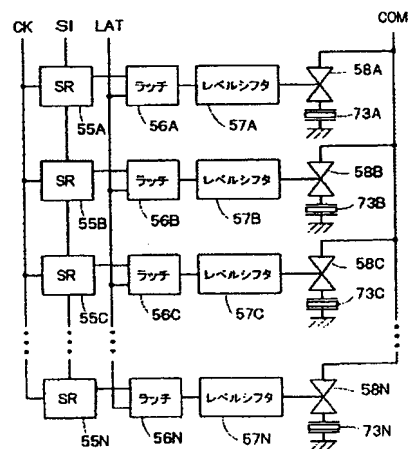 CK SI LAT COM
SR ラッチ レベルシフタ 58A
55A 56A 57A 73A
SR ラッチ レベルシフタ 58B
55B 56B 57B 73B
SR ラッチ レベルシフタ 58C
55C 56C 57C 73C
SR ラッチ レベルシフタ 58N
55N 56N 57N 73N